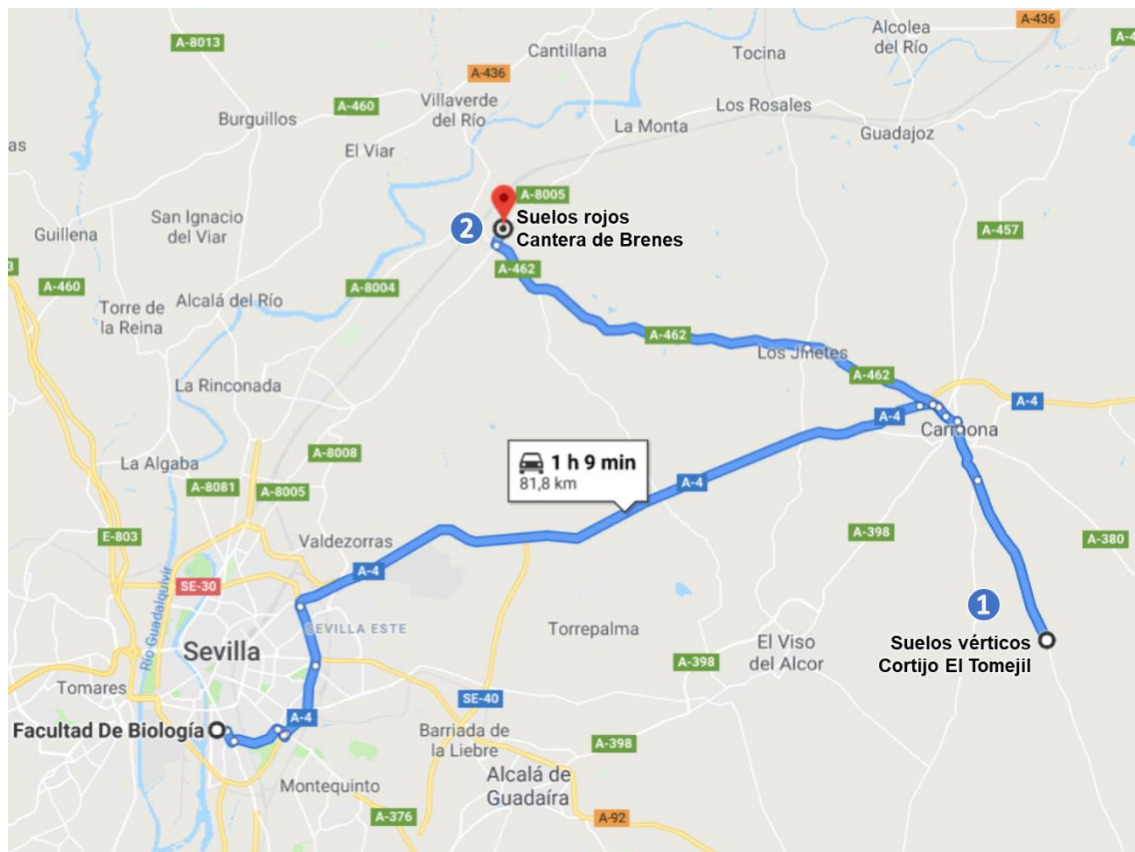 A-436
Alcolea
del Río
A-4
A-8013
Cantillana
Tocina
A-436
A-460
Villaverde
del Río
Los Rosales
Burguillos
La Monta
Guadajoz
as
El Viar
A-8005
San Ignacio
del Viar
2
Suelos rojos
Cantera de Brenes
Guillena
A-457
3
A-462
A-460
A-8004
Torre de
la Reina
Alcalá del Río
A-462
Los Jinetes
La Rinconada
A-462
A-4
A-4
Carmona
A-8008
La Algaba
1 h 9 min
81,8 km
A-8081
A-8005
A-4
E-803
Valdezorras
A-398
A-380
A-4
SE-30
Río Guadalquivir
1
SEVILLA ESTE
Torrepalma
Sevilla
El Viso
del Alcor
Suelos vérticos
Cortijo El Tomejil
A-398
Tomares
SE-40
Facultad De Biología
A-4
Barriada de
la Liebre
A-398
Montequinto
Alcalá de
Guadaíra
A-376
A-92